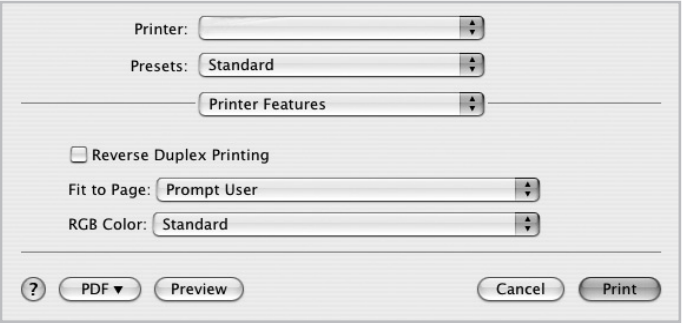 Printer:
Presets: Standard
Printer Features
Reverse Duplex Printing
Fit to Page: Prompt User
RGB Color: Standard
? PDF ▼ Preview Cancel Print